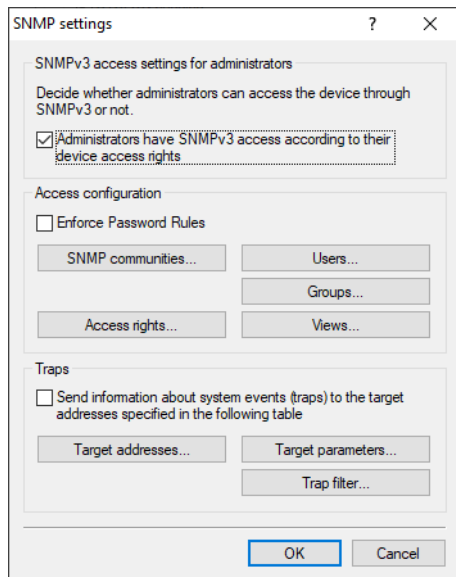 SNMP settings
SNMPv3 access settings for administrators
Decide whether administrators can access the device through
SNMPv3 or not.
Administrators have SNMPv3 access according to their
device access rights
Access configuration
Enforce Password Rules
SNMP communities...
Users...
Groups...
Access rights...
Views...
Traps
Send information about system events (traps) to the target
addresses specified in the following table
Target addresses...
Target parameters...
Trap filter...
OK
Cancel